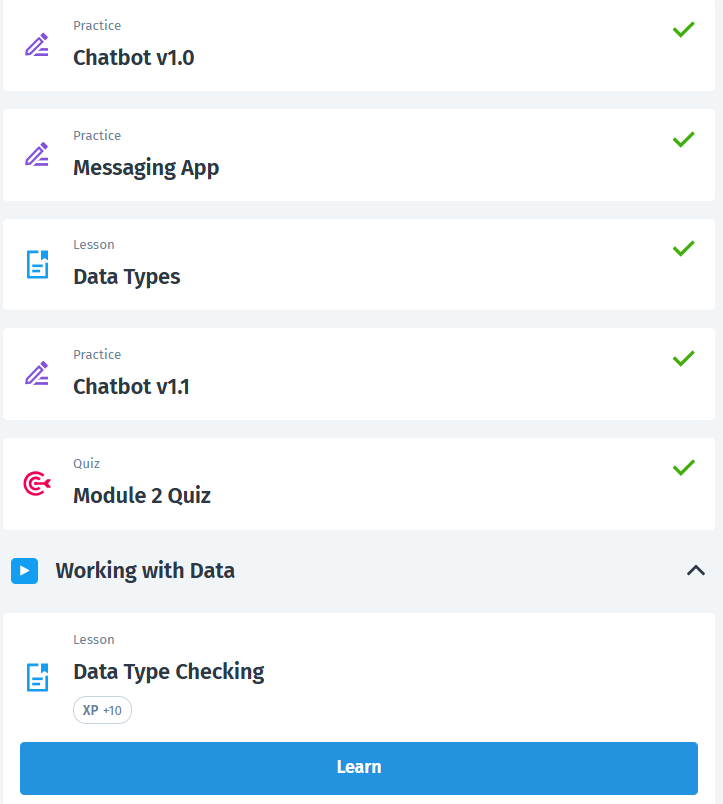 Practice
Chatbot v1.0
Practice
Messaging App
Lesson
Data Types
Practice
Chatbot v1.1
Quiz
Module 2 Quiz
Working with Data
Lesson
Data Type Checking
XP +10
Learn